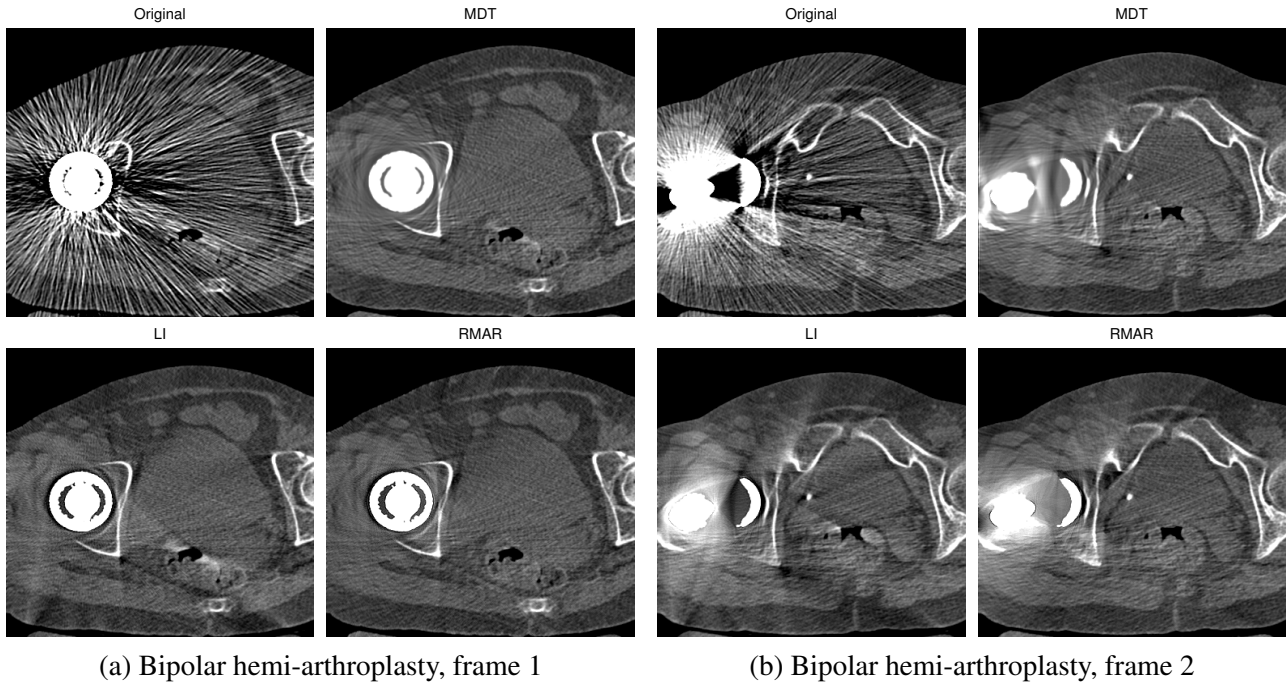 Original MDT Original MDT
LI RMAR LI RMAR
(a) Bipolar hemi-arthroplasty, frame 1 (b) Bipolar hemi-arthroplasty, frame 2